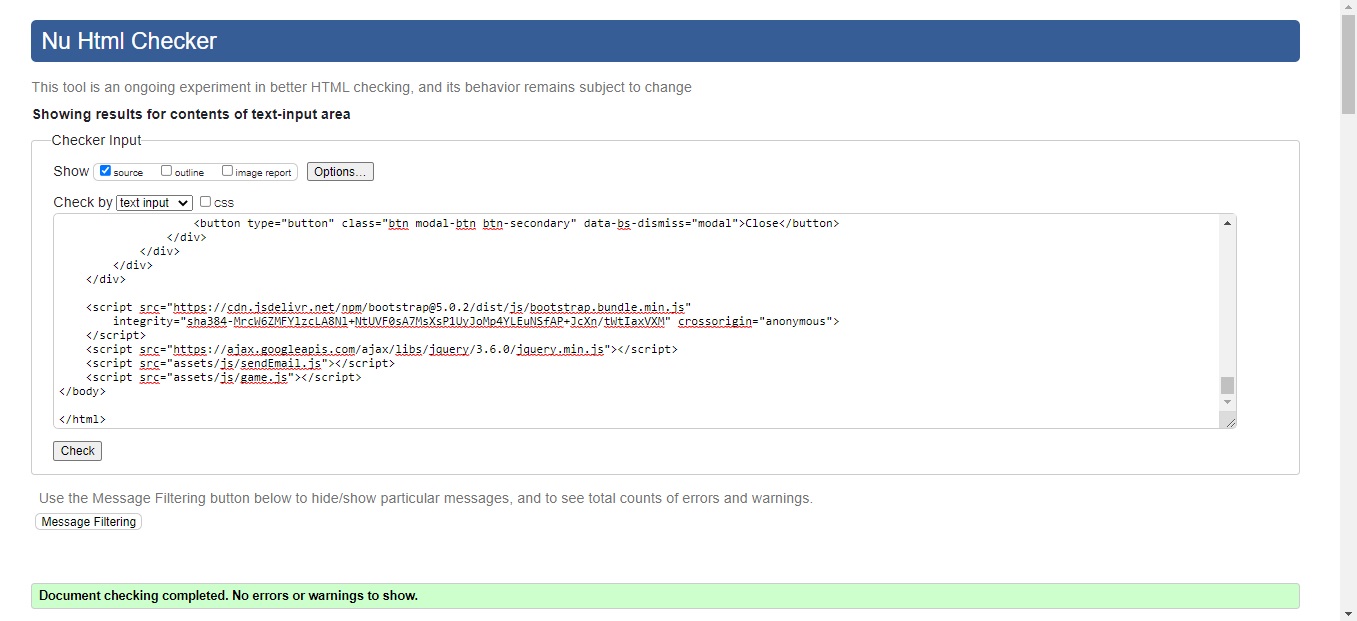 Nu Html Checker
This tool is an ongoing experiment in better HTML checking, and its behavior remains subject to change
Showing results for contents of text-input area
Checker Input
Show source outline image report Options...
Check by text input css
<button type="button" class="btn modal-btn btn-secondary" data-bs-dismiss="modal">Close</button>
</div>
</div>
</div>
</div>
<script src="https://cdn.jsdelivr.net/npm/bootstrap@5.0.2/dist/js/bootstrap.bundle.min.js"
integrity="sha384-MrcW6ZMFYlzcLA8Nl+NtUVF0sA7MsXsP1UyJoMp4YLEuNSfAP+JcXn/tWtIaxVXM" crossorigin="anonymous">
</script>
<script src="https://ajax.googleapis.com/ajax/libs/jquery/3.6.0/jquery.min.js"></script>
<script src="assets/js/sendEmail.js"></script>
<script src="assets/js/game.js"></script>
</body>
</html>
Check
Use the Message Filtering button below to hide/show particular messages, and to see total counts of errors and warnings.
Message Filtering
Document checking completed. No errors or warnings to show.